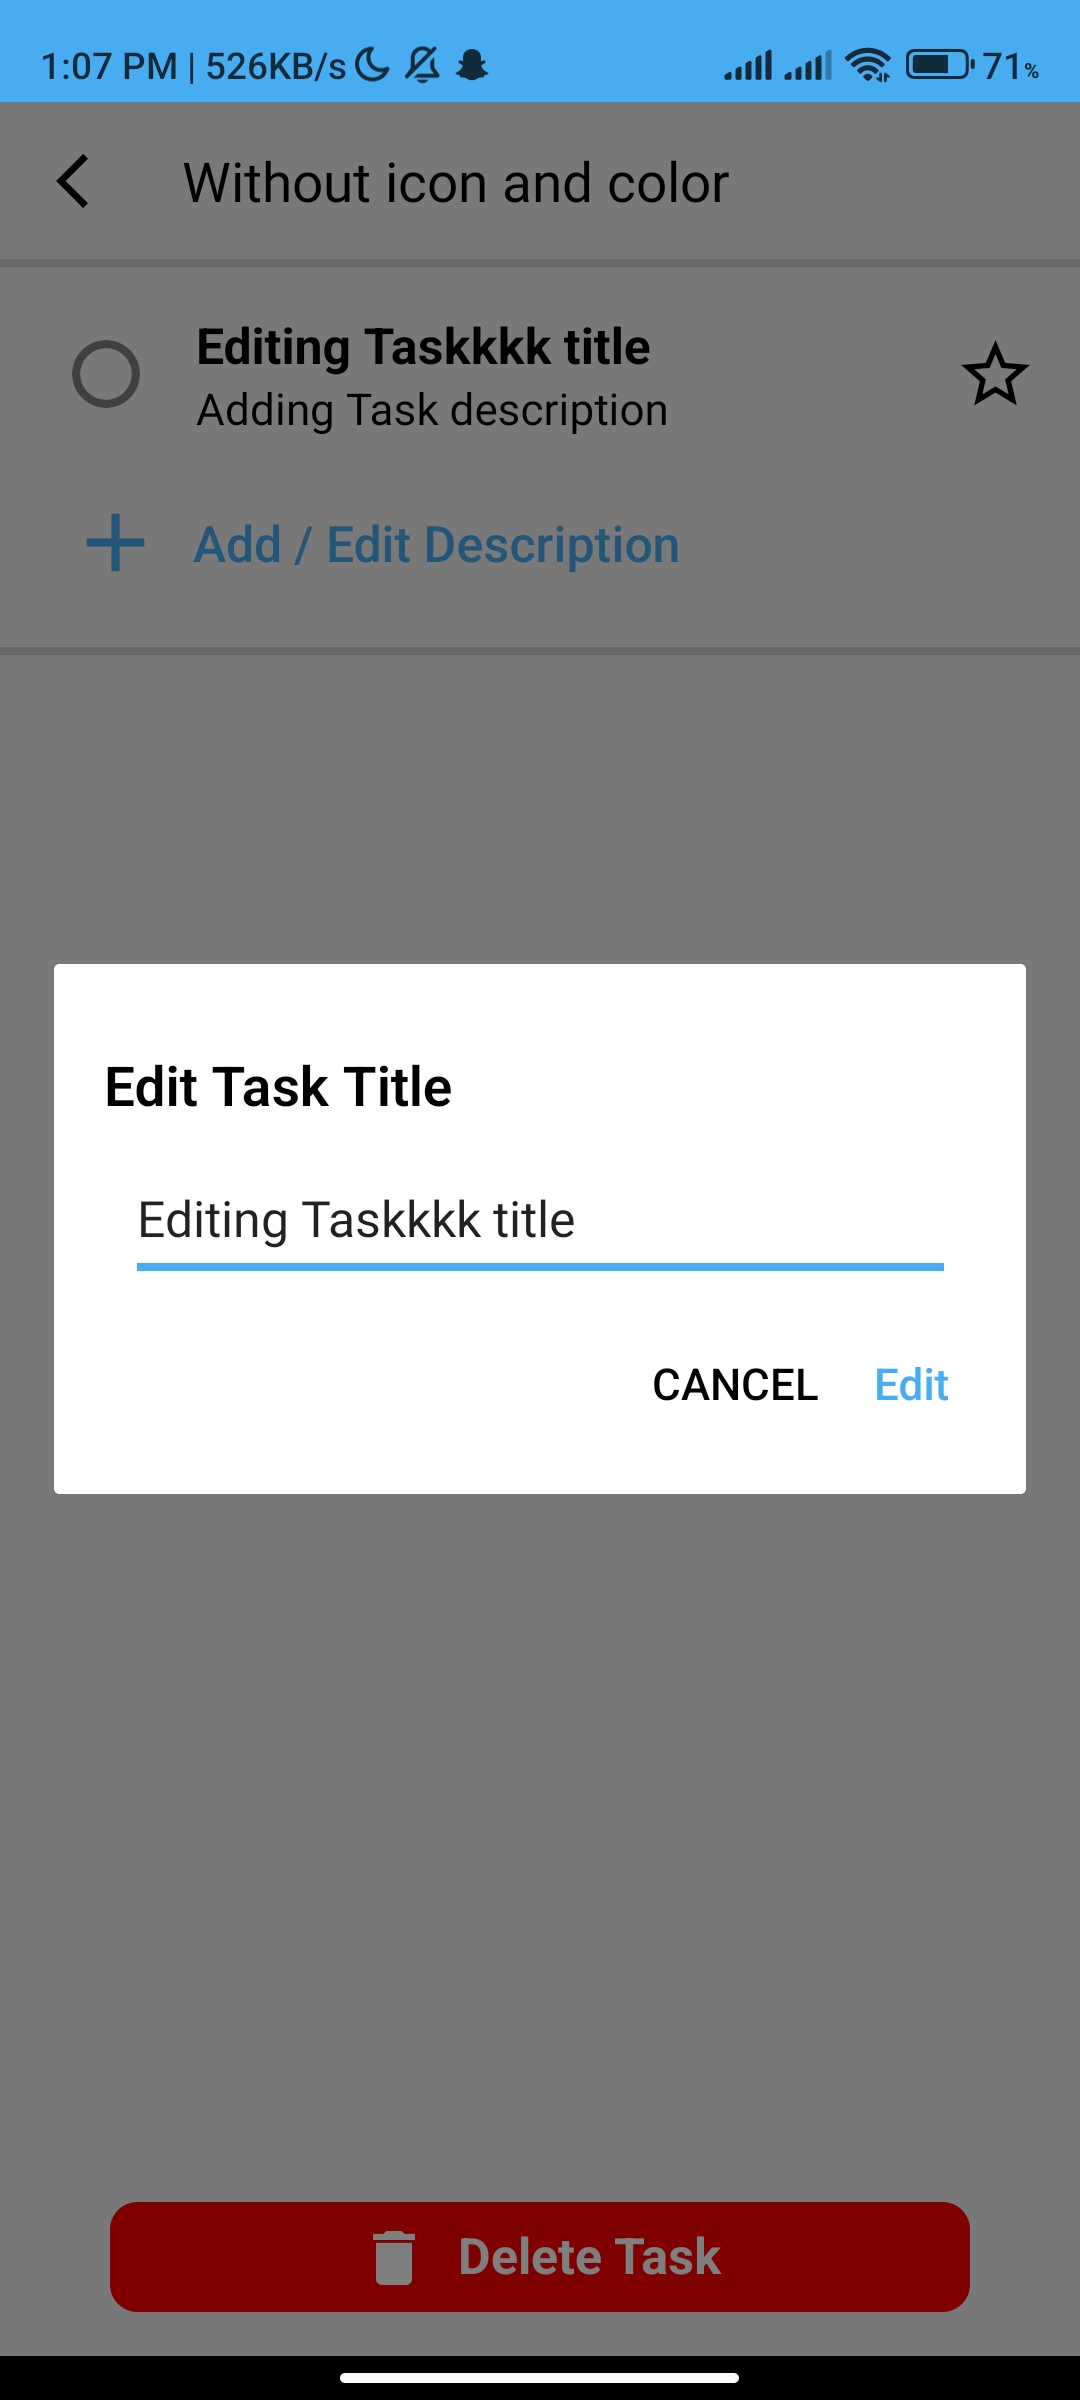 1:07 PM | 526KB/s 71%
Without icon and color
Editing Taskkkk title
Adding Task description
Add / Edit Description
Edit Task Title
Editing Taskkkk title
CANCEL Edit
Delete Task